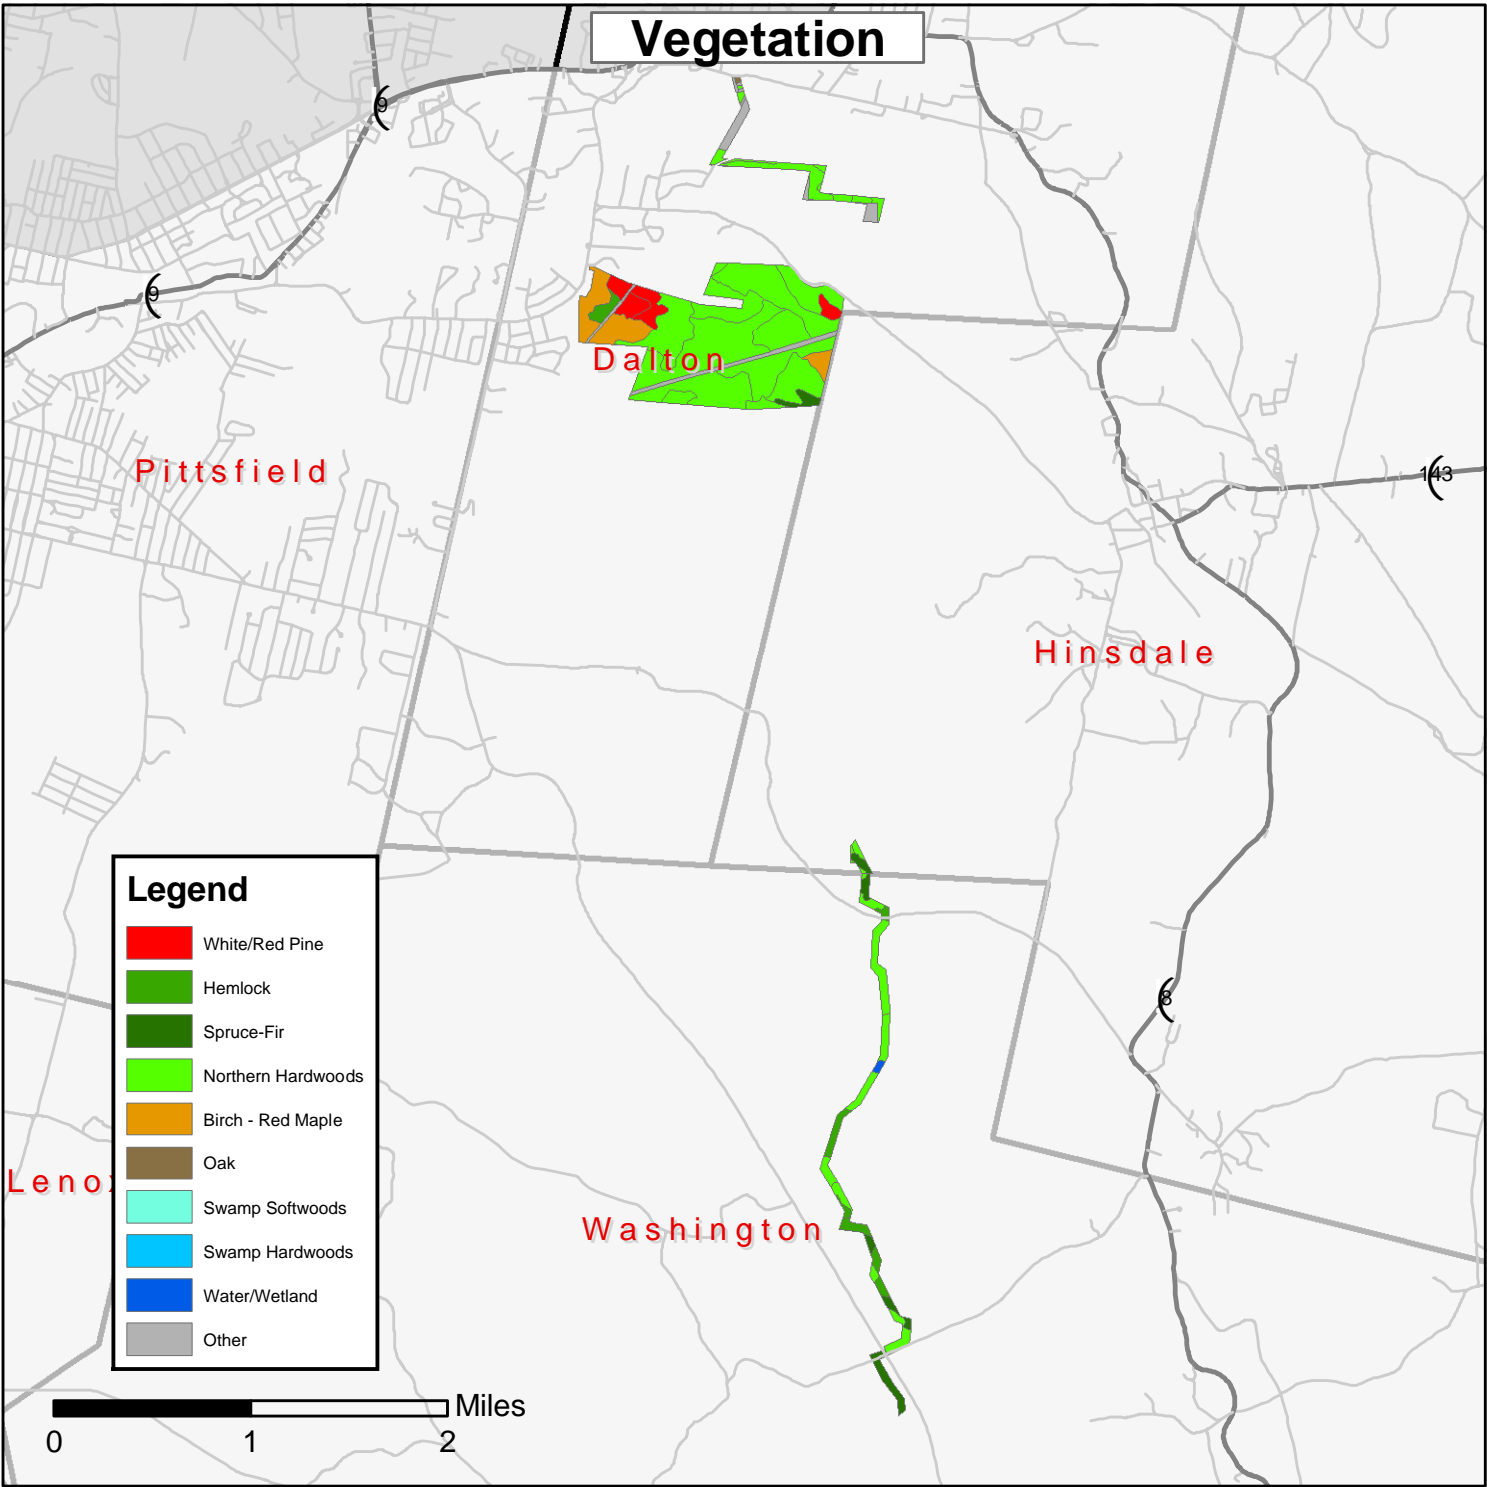 Vegetation
9
9
Dalton
Pittsfield
143
Hinsdale
8
Leno
Washington
Legend
White/Red Pine
Hemlock
Spruce-Fir
Northern Hardwoods
Birch - Red Maple
Oak
Swamp Softwoods
Swamp Hardwoods
Water/Wetland
Other
Miles
0 1 2